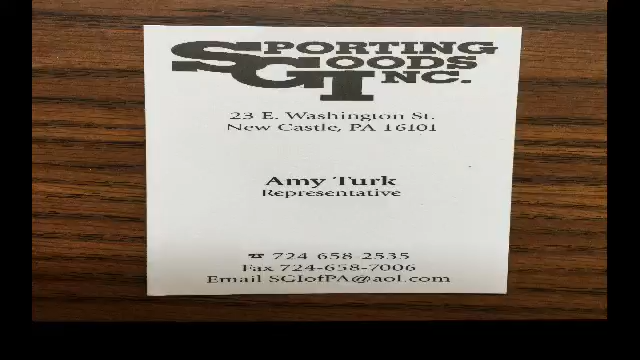 SPORTING
GOODS
INC.
23 E. Washington St.
New Castle, PA 16101
Amy Turk
Representative
☎ 724-658-2535
Fax 724-658-7006
Email SGIofPA@aol.com